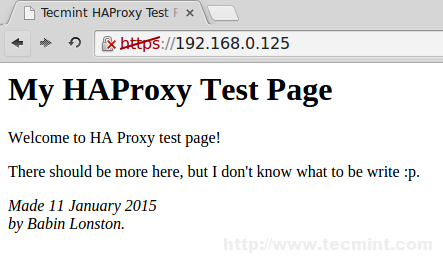 Tecmint HAProxy Test
https://192.168.0.125
My HAProxy Test Page
Welcome to HA Proxy test page!
There should be more here, but I don't know what to be write :p.
Made 11 January 2015
by Babin Lonston.
http://www.tecmint.com